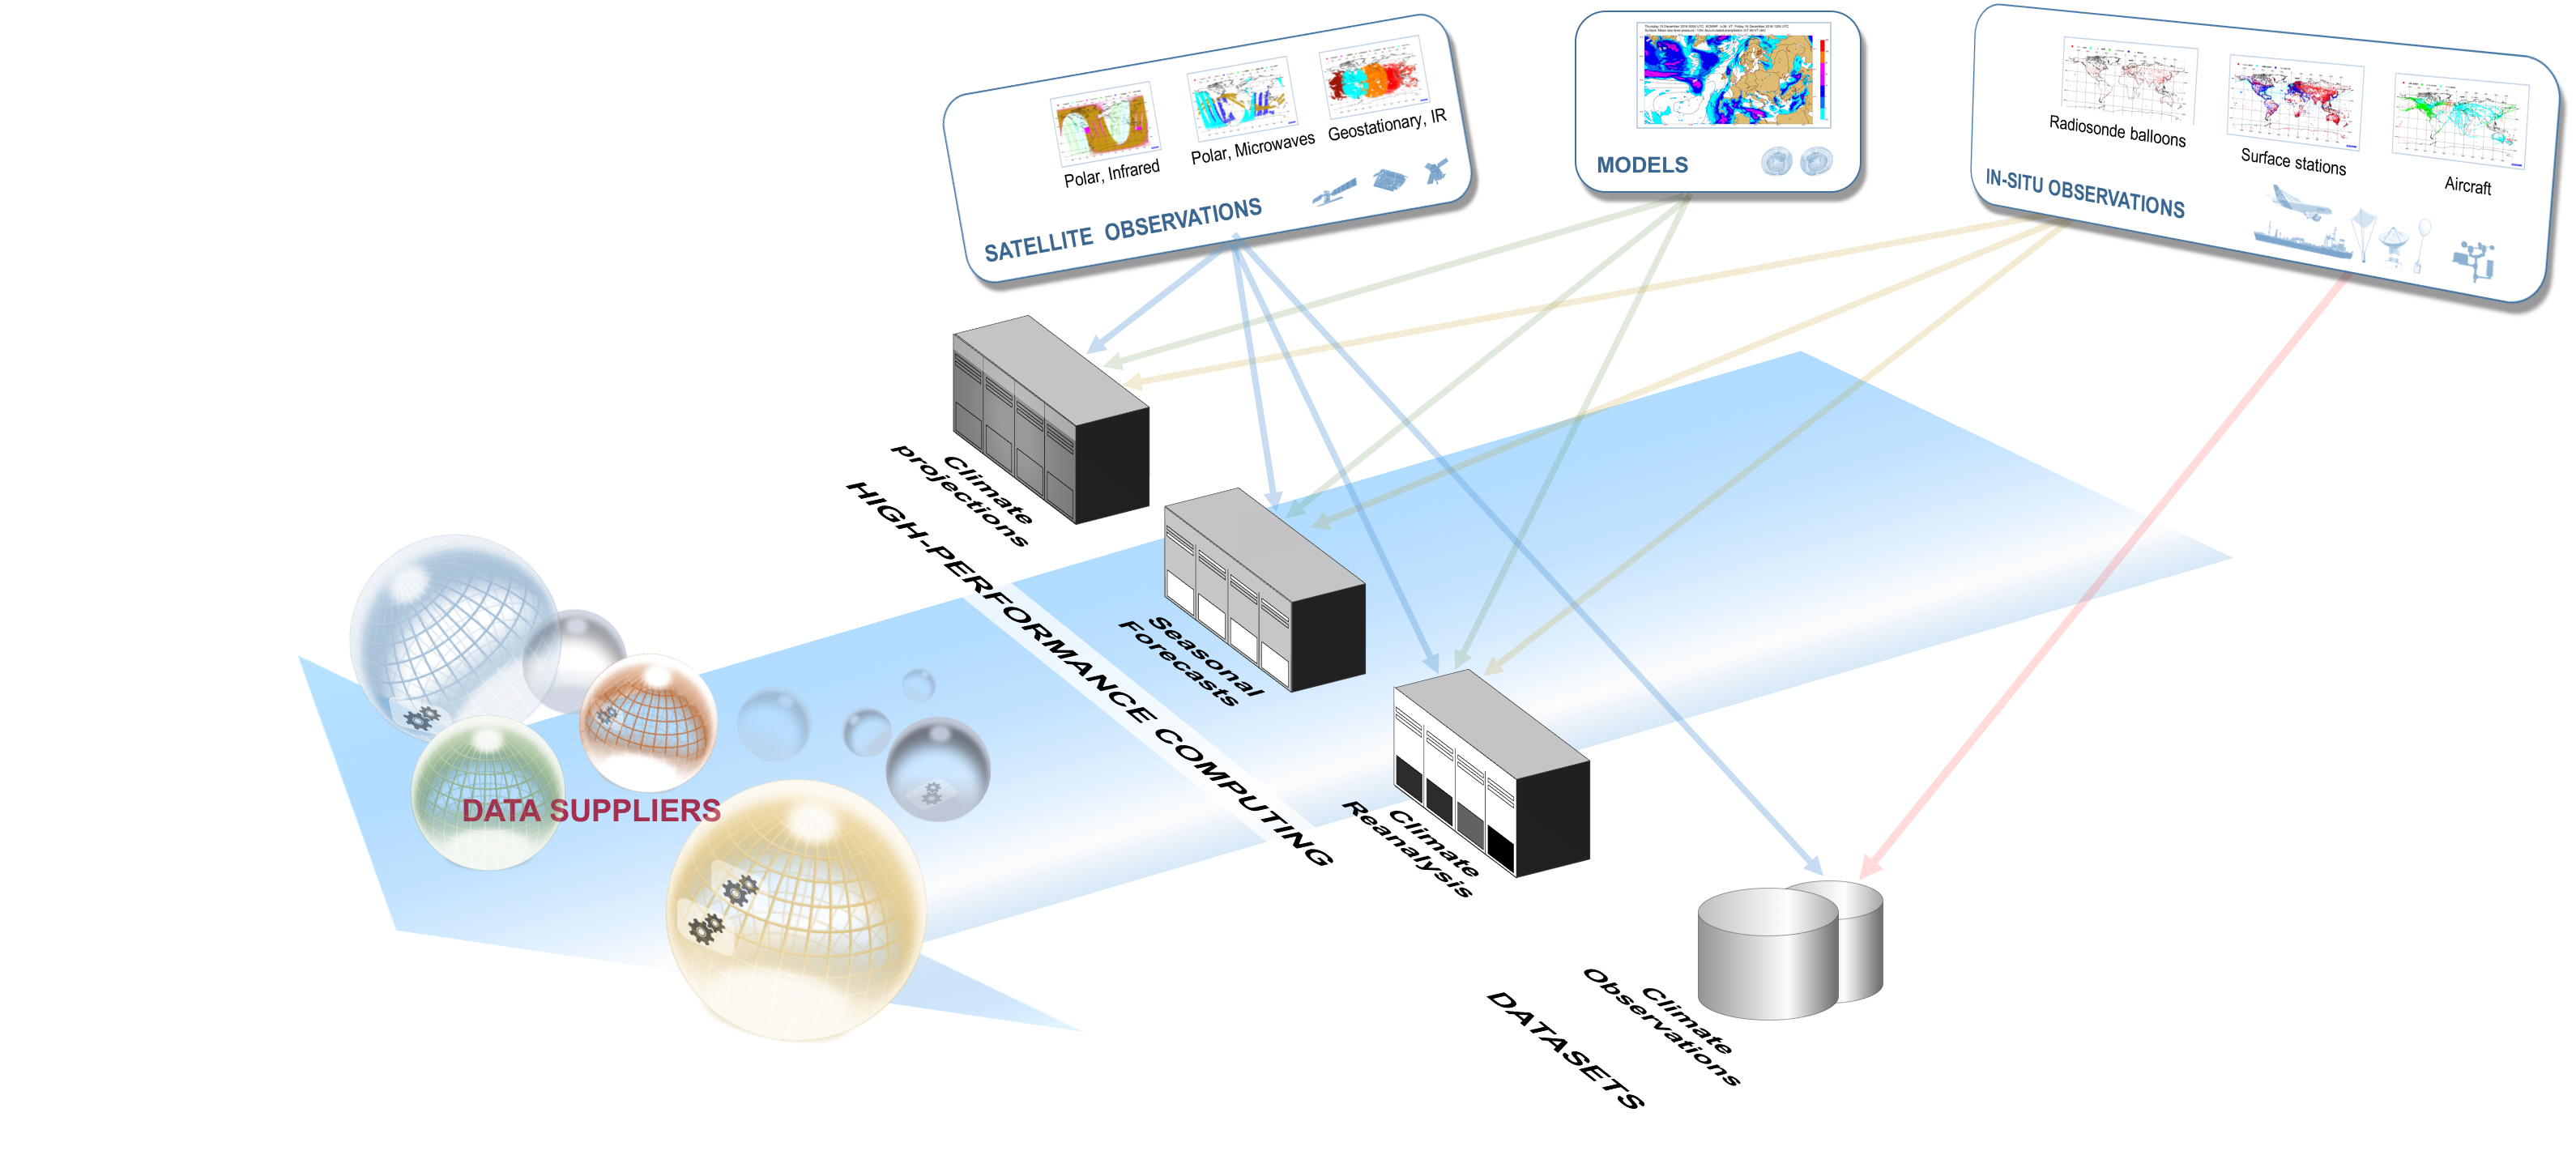 Polar, Infrared
Polar, Microwaves
Geostationary, IR
SATELLITE OBSERVATIONS
MODELS
Radiosonde balloons
Surface stations
Aircraft
IN-SITU OBSERVATIONS
Climate
projections
HIGH-PERFORMANCE COMPUTING
Seasonal
Forecasts
Climate
Reanalysis
DATA SUPPLIERS
Climate
Observations
DATASETS